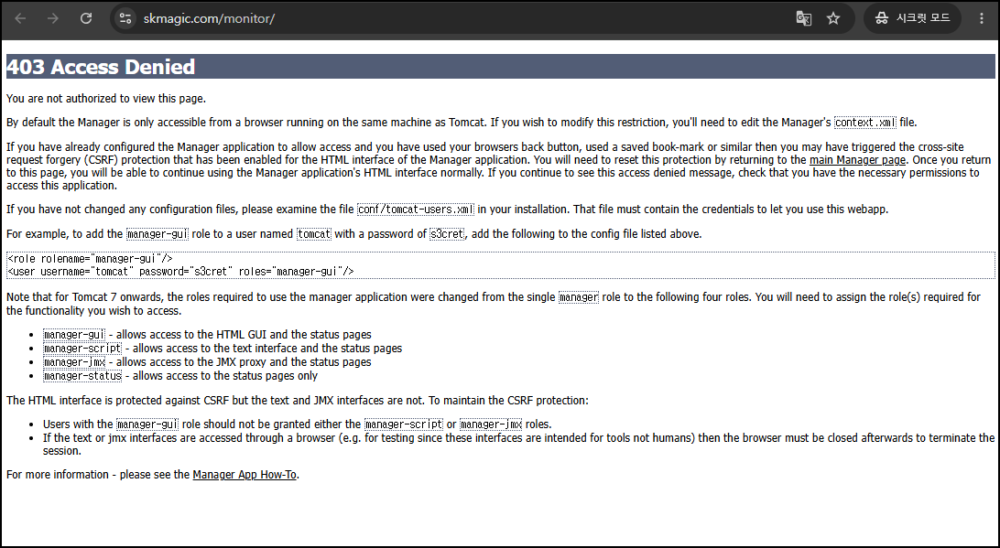 skmagic.com/monitor/
시크릿 모드
403 Access Denied
You are not authorized to view this page.
By default the Manager is only accessible from a browser running on the same machine as Tomcat. If you wish to modify this restriction, you'll need to edit the Manager's context.xml file.
If you have already configured the Manager application to allow access and you have used your browsers back button, used a saved book-mark or similar then you may have triggered the cross-site
request forgery (CSRF) protection that has been enabled for the HTML interface of the Manager application. You will need to reset this protection by returning to the main Manager page. Once you return
to this page, you will be able to continue using the Manager application's HTML interface normally. If you continue to see this access denied message, check that you have the necessary permissions to
access this application.
If you have not changed any configuration files, please examine the file conf/tomcat-users.xml in your installation. That file must contain the credentials to let you use this webapp.
For example, to add the manager-gui role to a user named tomcat with a password of s3cret, add the following to the config file listed above.
<role rolename="manager-gui"/>
<user username="tomcat" password="s3cret" roles="manager-gui"/>
Note that for Tomcat 7 onwards, the roles required to use the manager application were changed from the single manager role to the following four roles. You will need to assign the role(s) required for
the functionality you wish to access.
• manager-gui - allows access to the HTML GUI and the status pages
• manager-script - allows access to the text interface and the status pages
• manager-jmx - allows access to the JMX proxy and the status pages
• manager-status - allows access to the status pages only
The HTML interface is protected against CSRF but the text and JMX interfaces are not. To maintain the CSRF protection:
• Users with the manager-gui role should not be granted either the manager-script or manager-jmx roles.
• If the text or jmx interfaces are accessed through a browser (e.g. for testing since these interfaces are intended for tools not humans) then the browser must be closed afterwards to terminate the
session.
For more information - please see the Manager App How-To.